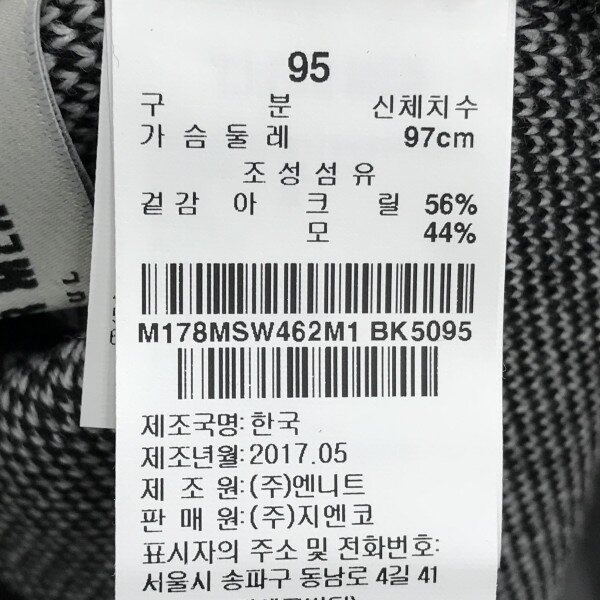 95
구 분 신체치수
가슴둘레 97cm
조성섬유
겉감 아 크 릴 56%
모 44%
M178MSW462M1 BK5095
제조국명: 한국
제조년월: 2017.05
제 조 원: (주)엔니트
판 매 원: (주)지엔코
표시자의 주소 및 전화번호:
서울시 송파구 동남로 4길 41